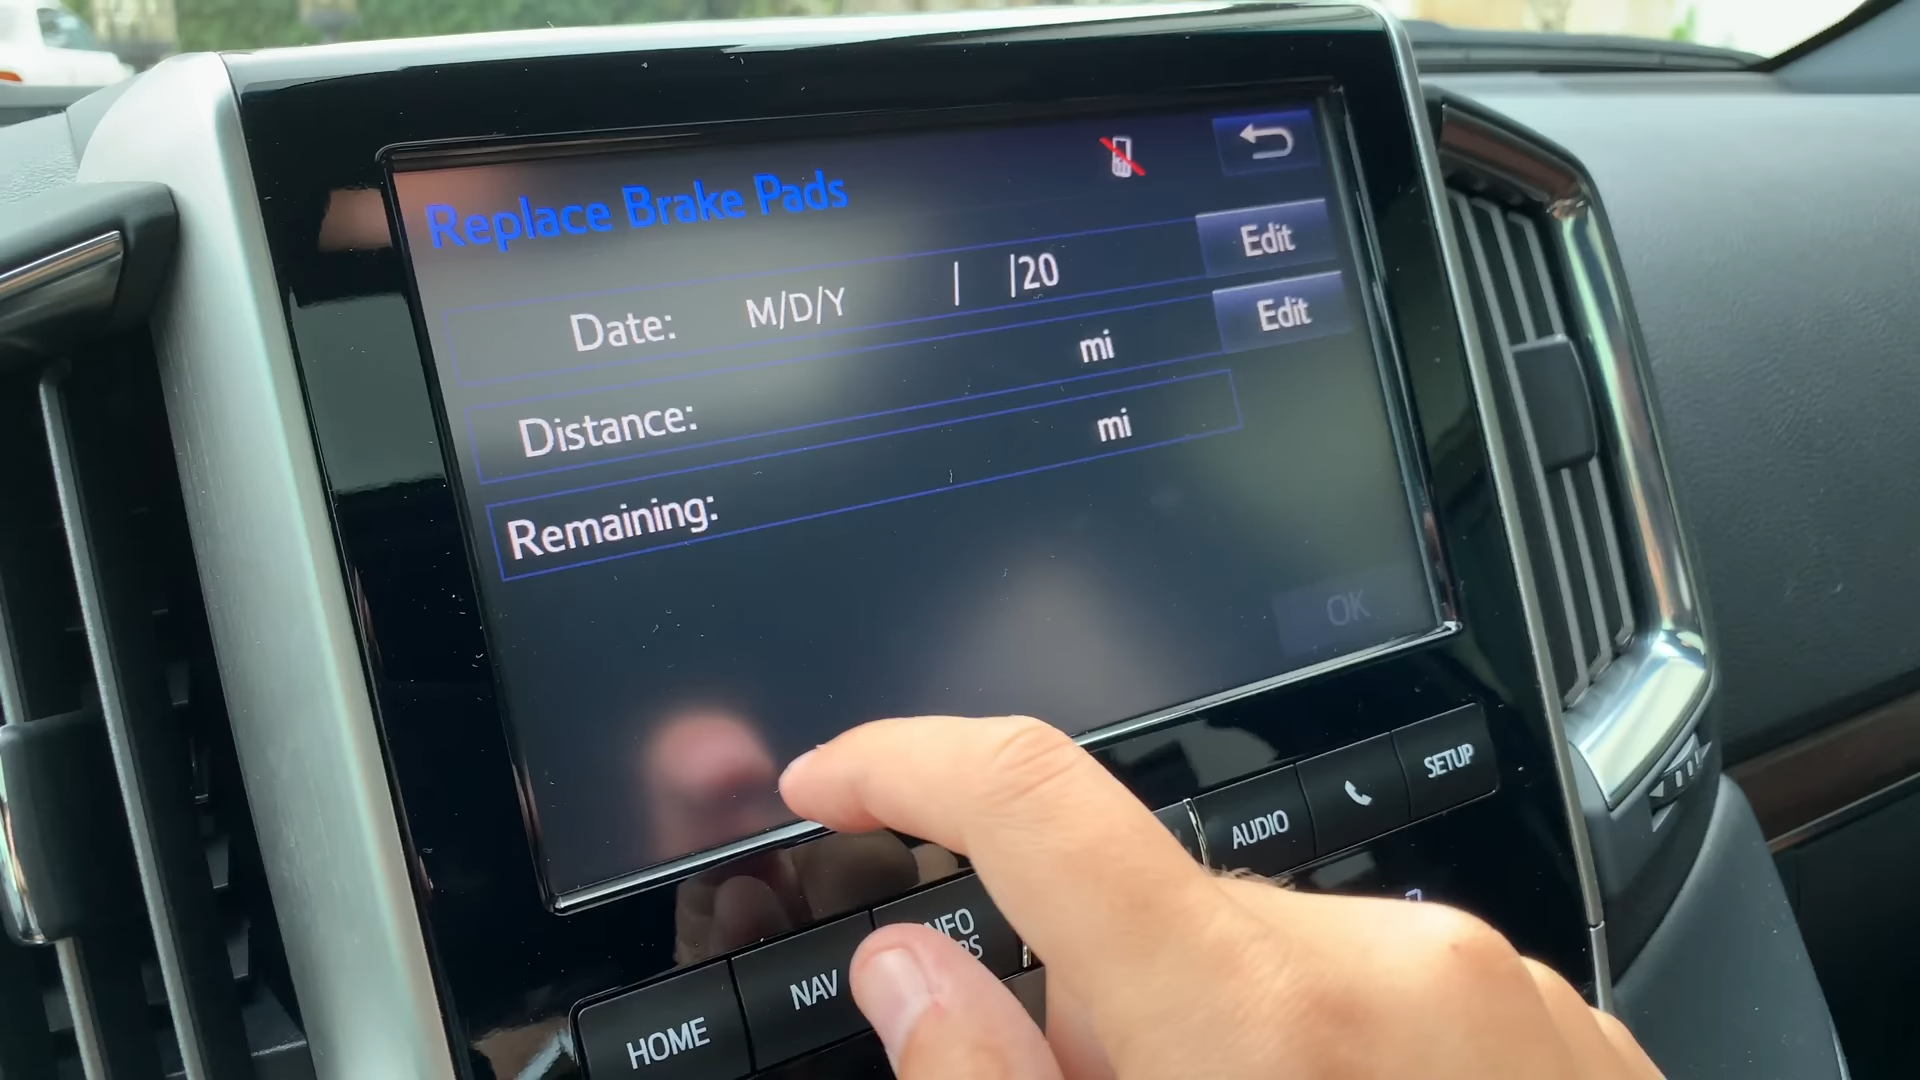 Replace Brake Pads
Date: M/D/Y / /20 Edit
Distance: mi Edit
Remaining: mi
OK
HOME NAV AUDIO SETUP